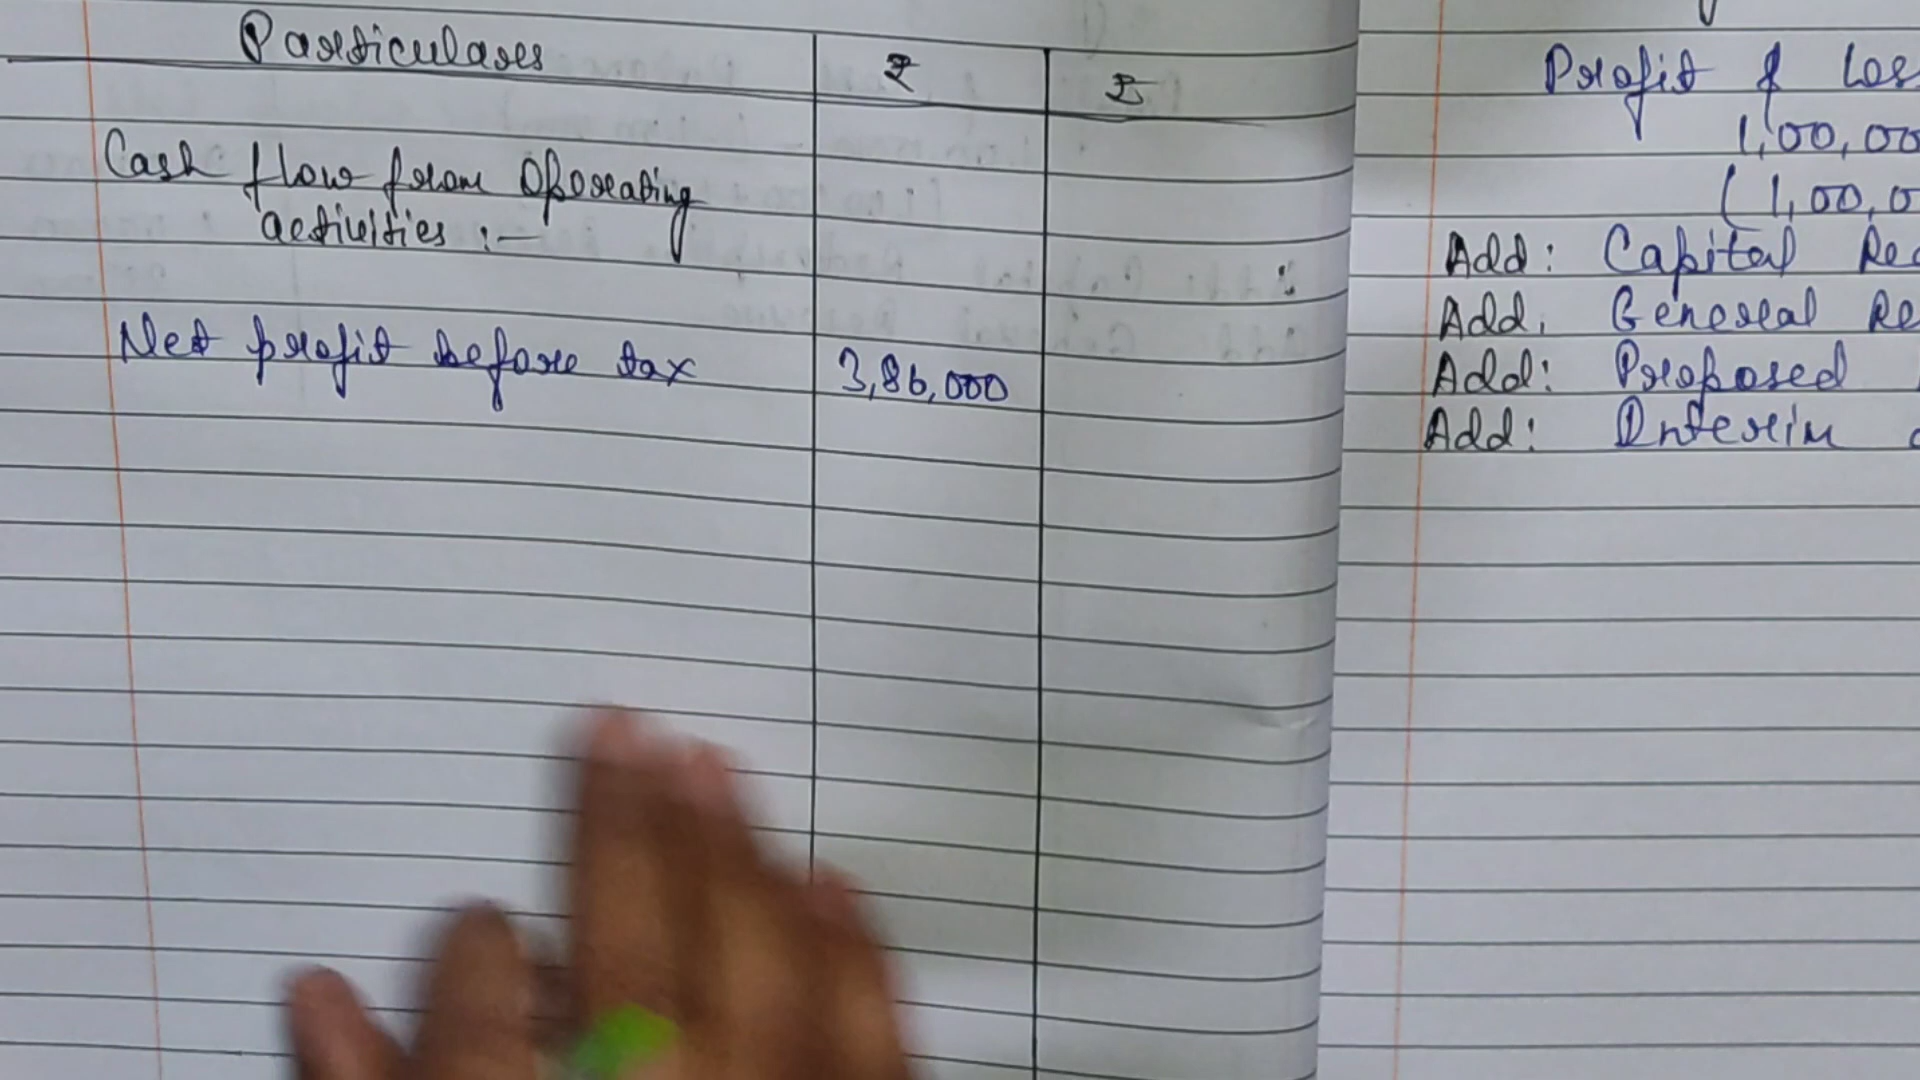 Particulars ₹ ₹
Cash flow from Operating
activities :-
Net profit before tax 3,86,000
Profit & Los
1,00,00
( 1,00,0
Add: Capital Re
Add. General Re
Add: Proposed
Add: Interim